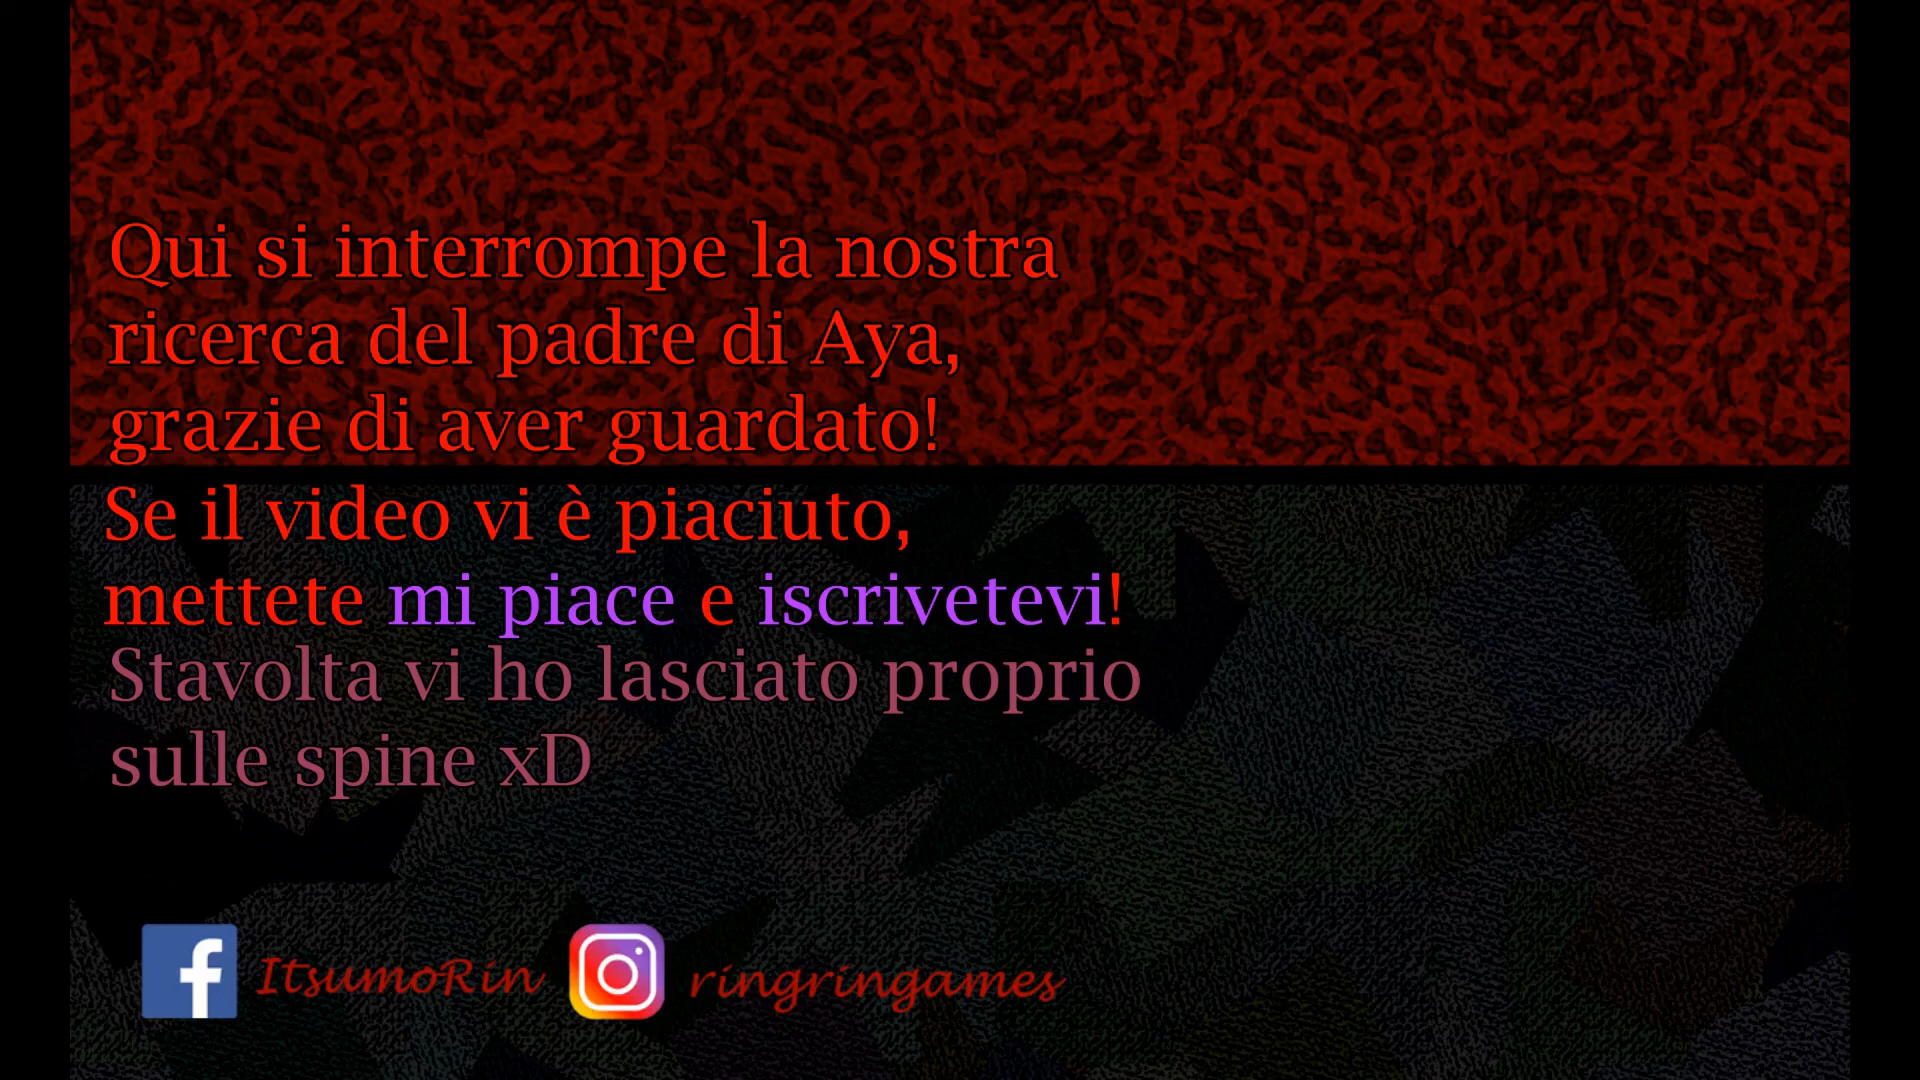 Qui si interrompe la nostra
ricerca del padre di Aya,
grazie di aver guardato!
Se il video vi è piaciuto,
mettete mi piace e iscrivetevi!
Stavolta vi ho lasciato proprio
sulle spine xD
ItsumoRin ringringames